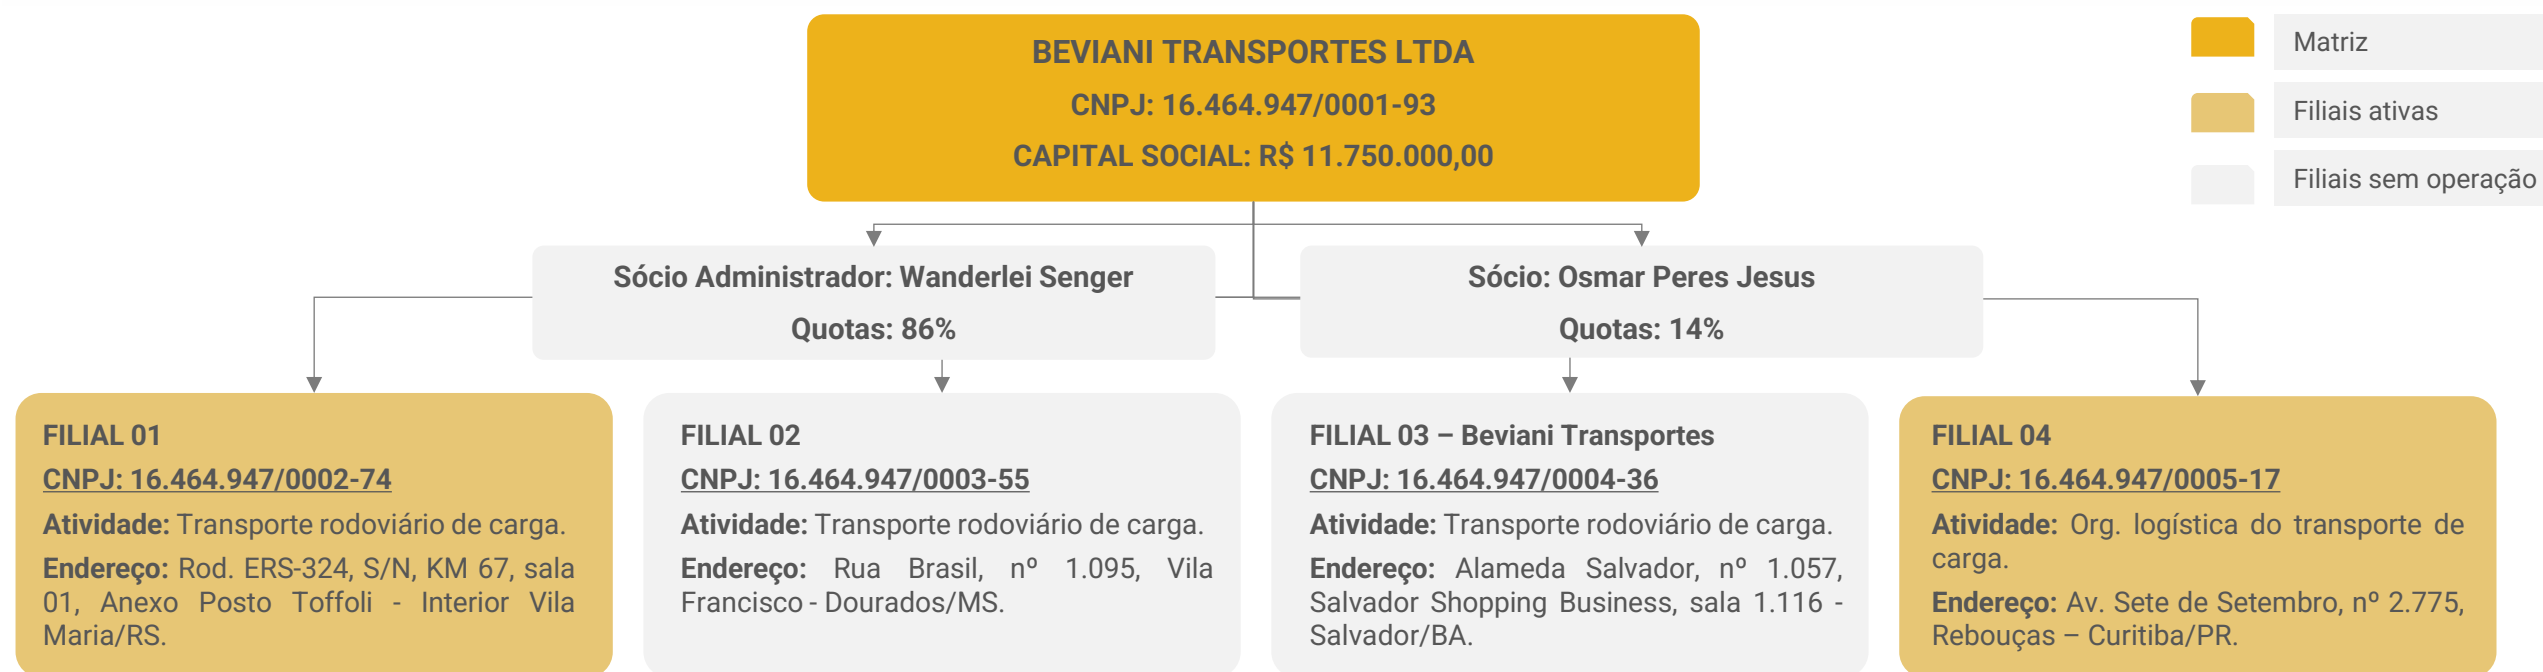 BEVIANI TRANSPORTES LTDA
CNPJ: 16.464.947/0001-93
CAPITAL SOCIAL: R$ 11.750.000,00
Matriz
Filiais ativas
Filiais sem operação
Sócio Administrador: Wanderlei Senger
Quotas: 86%
Sócio: Osmar Peres Jesus
Quotas: 14%
FILIAL 01
CNPJ: 16.464.947/0002-74
Atividade: Transporte rodoviário de carga.
Endereço: Rod. ERS-324, S/N, KM 67, sala
01, Anexo Posto Toffoli - Interior Vila
Maria/RS.
FILIAL 02
CNPJ: 16.464.947/0003-55
Atividade: Transporte rodoviário de carga.
Endereço: Rua Brasil, nº 1.095, Vila
Francisco - Dourados/MS.
FILIAL 03 – Beviani Transportes
CNPJ: 16.464.947/0004-36
Atividade: Transporte rodoviário de carga.
Endereço: Alameda Salvador, nº 1.057,
Salvador Shopping Business, sala 1.116 -
Salvador/BA.
FILIAL 04
CNPJ: 16.464.947/0005-17
Atividade: Org. logística do transporte de
carga.
Endereço: Av. Sete de Setembro, nº 2.775,
Rebouças – Curitiba/PR.